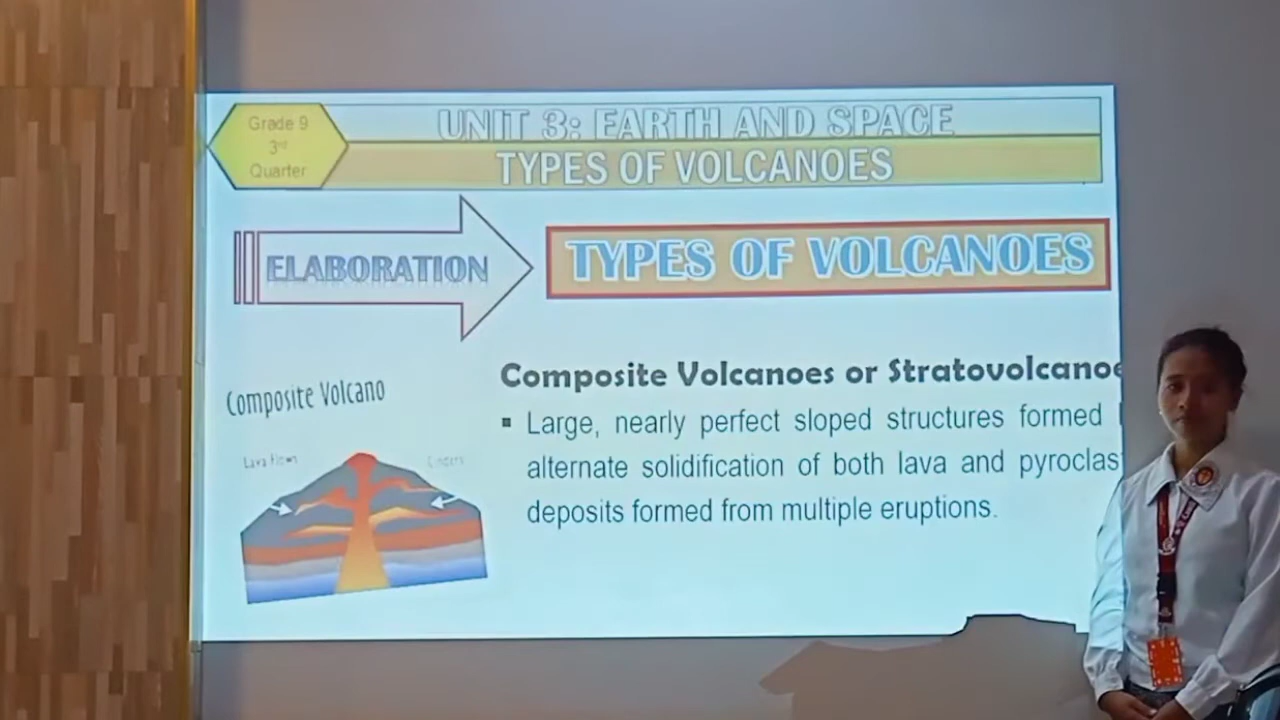 Grade 9
3rd
Quarter
UNIT 3: EARTH AND SPACE
TYPES OF VOLCANOES
ELABORATION
TYPES OF VOLCANOES
Composite Volcano
Lava Flows
Cinders
Composite Volcanoes or Stratovolcanoe
▪ Large, nearly perfect sloped structures formed
alternate solidification of both lava and pyroclast
deposits formed from multiple eruptions.